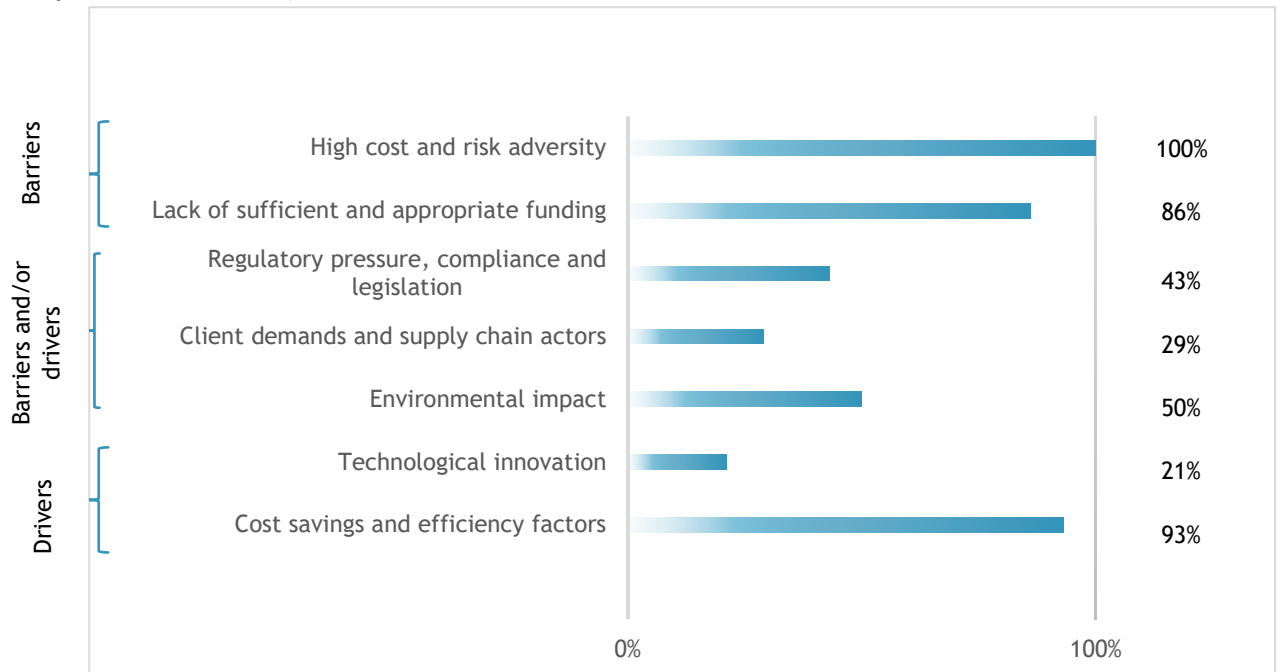 Barriers
High cost and risk adversity
100%
Lack of sufficient and appropriate funding
86%
Barriers and/or
drivers
Regulatory pressure, compliance and
legislation
43%
Client demands and supply chain actors
29%
Environmental impact
50%
Drivers
Technological innovation
21%
Cost savings and efficiency factors
93%
0%
100%